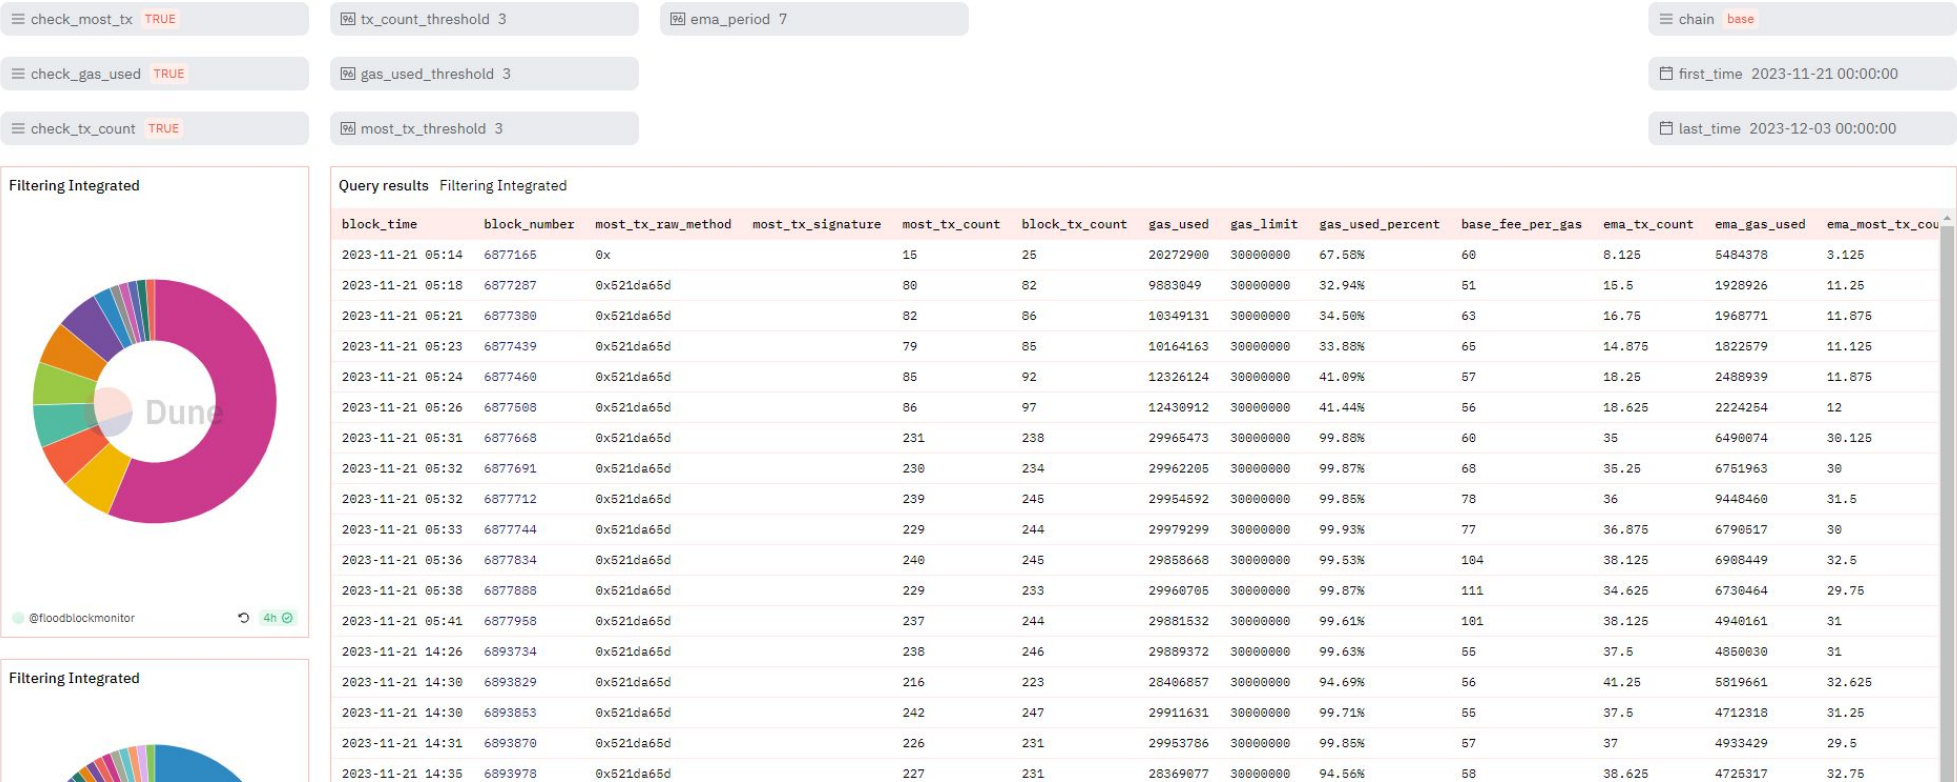 check_most_tx TRUE tx_count_threshold 3 ema_period 7 chain base
check_gas_used TRUE gas_used_threshold 3 first_time 2023-11-21 00:00:00
check_tx_count TRUE most_tx_threshold 3 last_time 2023-12-03 00:00:00
Filtering Integrated
Dune
@floodblockmonitor 4h
Filtering Integrated
Query results Filtering Integrated
block_time block_number most_tx_raw_method most_tx_signature most_tx_count block_tx_count gas_used gas_limit gas_used_percent base_fee_per_gas ema_tx_count ema_gas_used ema_most_tx_cou
2023-11-21 05:14 6877165 0x 15 25 20272900 30000000 67.58% 60 8.125 5484378 3.125
2023-11-21 05:18 6877287 0x521da65d 80 82 9883049 30000000 32.94% 51 15.5 1928926 11.25
2023-11-21 05:21 6877380 0x521da65d 82 86 10349131 30000000 34.50% 63 16.75 1968771 11.875
2023-11-21 05:23 6877439 0x521da65d 79 85 10164163 30000000 33.88% 65 14.875 1822579 11.125
2023-11-21 05:24 6877460 0x521da65d 85 92 12326124 30000000 41.09% 57 18.25 2488939 11.875
2023-11-21 05:26 6877508 0x521da65d 86 97 12430912 30000000 41.44% 56 18.625 2224254 12
2023-11-21 05:31 6877668 0x521da65d 231 238 29965473 30000000 99.88% 60 35 6490074 30.125
2023-11-21 05:32 6877691 0x521da65d 230 234 29962205 30000000 99.87% 68 35.25 6751963 30
2023-11-21 05:32 6877712 0x521da65d 239 245 29954592 30000000 99.85% 78 36 9448460 31.5
2023-11-21 05:33 6877744 0x521da65d 229 244 29979299 30000000 99.93% 77 36.875 6790517 30
2023-11-21 05:36 6877834 0x521da65d 240 245 29858668 30000000 99.53% 104 38.125 6908449 32.5
2023-11-21 05:38 6877888 0x521da65d 229 233 29960705 30000000 99.87% 111 34.625 6730464 29.75
2023-11-21 05:41 6877958 0x521da65d 237 244 29881532 30000000 99.61% 101 38.125 4940161 31
2023-11-21 14:26 6893734 0x521da65d 238 246 29889372 30000000 99.63% 55 37.5 4850030 31
2023-11-21 14:30 6893829 0x521da65d 216 223 28406857 30000000 94.69% 56 41.25 5819661 32.625
2023-11-21 14:30 6893853 0x521da65d 242 247 29911631 30000000 99.71% 55 37.5 4712318 31.25
2023-11-21 14:31 6893870 0x521da65d 226 231 29953786 30000000 99.85% 57 37 4933429 29.5
2023-11-21 14:35 6893978 0x521da65d 227 231 28369077 30000000 94.56% 58 38.625 4725317 32.75